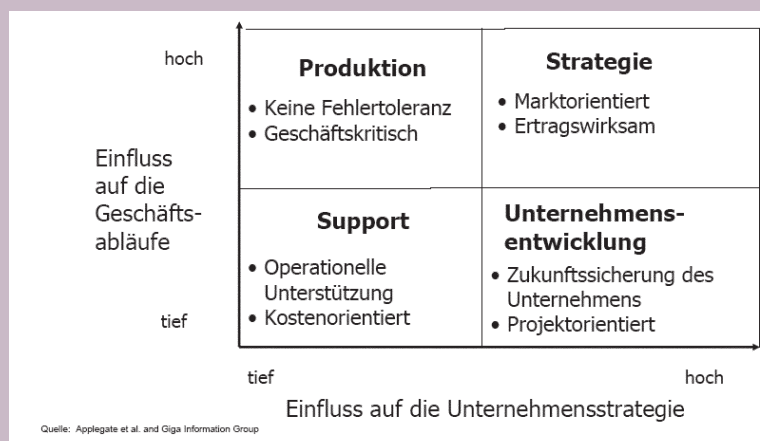 hoch
Produktion
• Keine Fehlertoleranz
• Geschäftskritisch
Strategie
• Marktorientiert
• Ertragswirksam
Einfluss
auf die
Geschäfts-
abläufe
Support
• Operationelle
Unterstützung
• Kostenorientiert
Unternehmens-
entwicklung
• Zukunftssicherung des
Unternehmens
• Projektorientiert
tief
tief
hoch
Einfluss auf die Unternehmensstrategie
Quelle: Applegate et al. and Giga Information Group